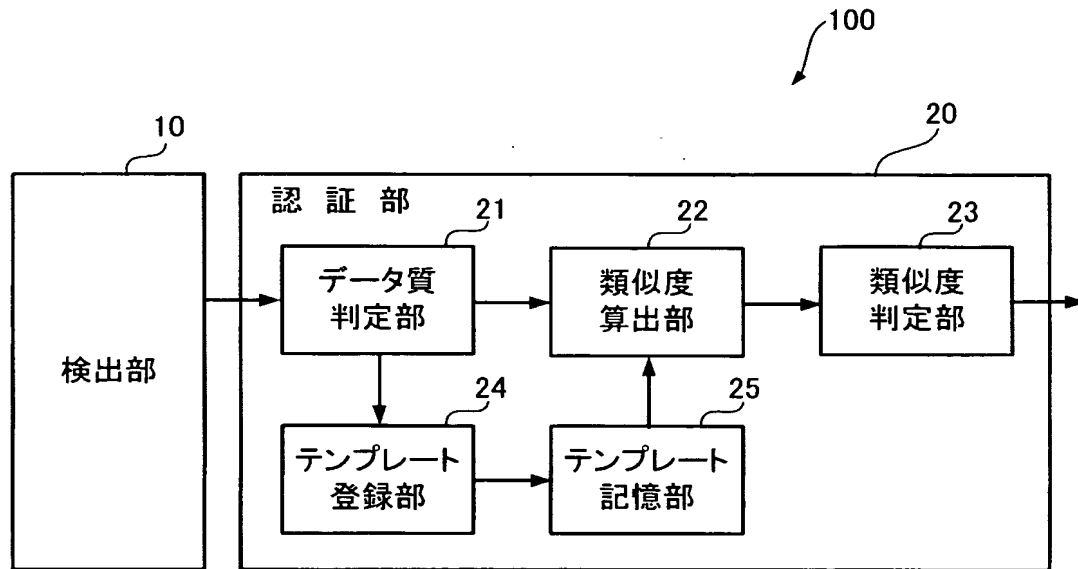 100
10
20
認証部
21
22
23
データ質
判定部
類似度
算出部
類似度
判定部
検出部
24
25
テンプレート
登録部
テンプレート
記憶部